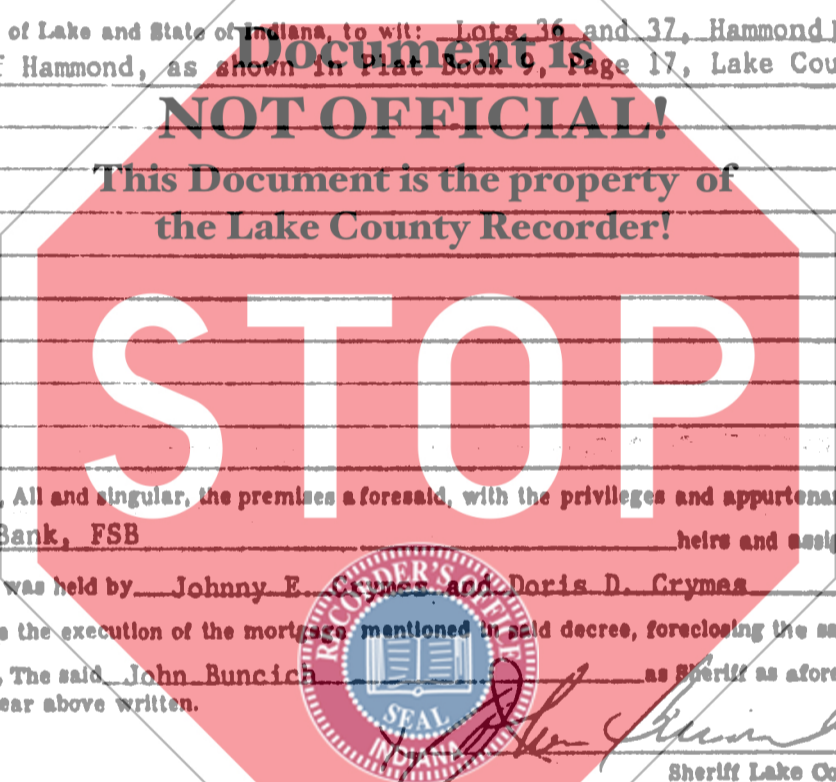 of Lake and State of Indiana, to wit: Lots 36 and 37, Hammond
Hammond, as shown in Plat Book 9, Page 17, Lake Cou
Document is
NOT OFFICIAL!
This Document is the property of
the Lake County Recorder!
STOP
All and singular, the premises aforesaid, with the privileges and appurtena
Bank, FSB heirs and assig
was held by Johnny E. Crymes and Doris D. Crymes
the execution of the mortgage mentioned in said decree, foreclosing the sa
The said John Buncich as Sheriff as afore
ear above written.
RECORDER'S OFFICE
SEAL
INDIANA
Sheriff Lake Co